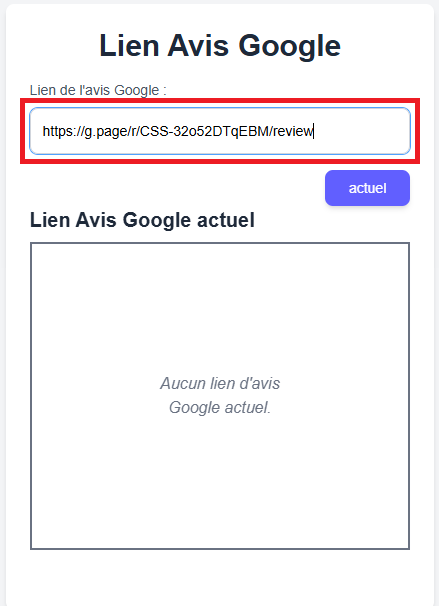 Lien Avis Google
Lien de l'avis Google :
https://g.page/r/CSS-32o52DTqEBM/review
actuel
Lien Avis Google actuel
Aucun lien d'avis
Google actuel.